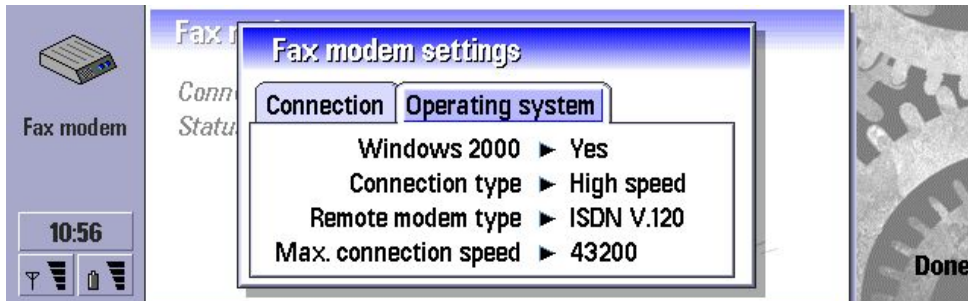 Fax modem
10:56
Fax modem settings
Connection
Operating system
Windows 2000 ► Yes
Connection type ► High speed
Remote modem type ► ISDN V.120
Max. connection speed ► 43200
Done